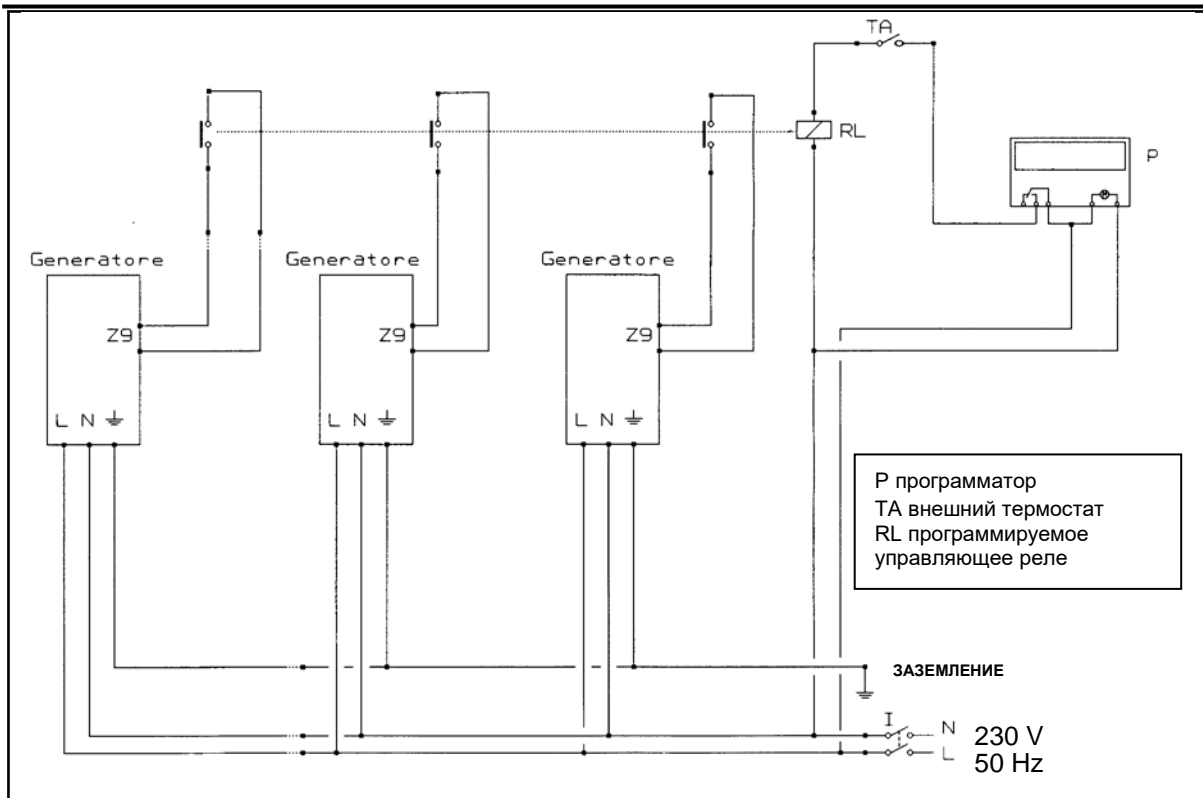 TA
RL
P
Generatore
Generatore
Generatore
Z9
Z9
Z9
L N
L N
L N
P программатор
TA внешний термостат
RL программируемое
управляющее реле
ЗАЗЕМЛЕНИЕ
I
N
230 V
L
50 Hz